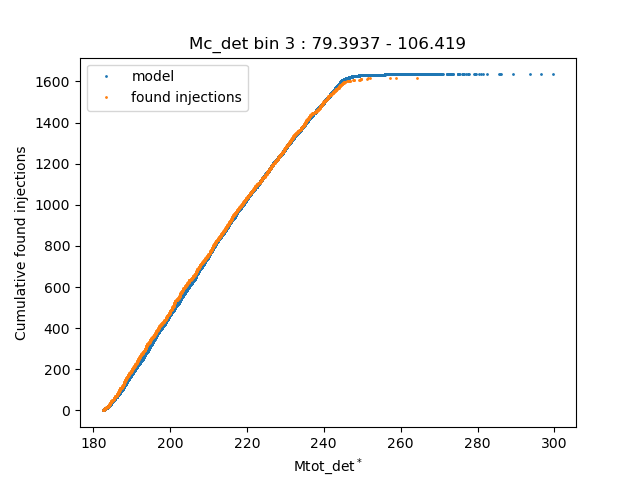 Mc_det bin 3 : 79.3937 - 106.419
model
found injections
1600
1400
1200
1000
800
600
400
200
0
Cumulative found injections
180 200 220 240 260 280 300
Mtot_det*